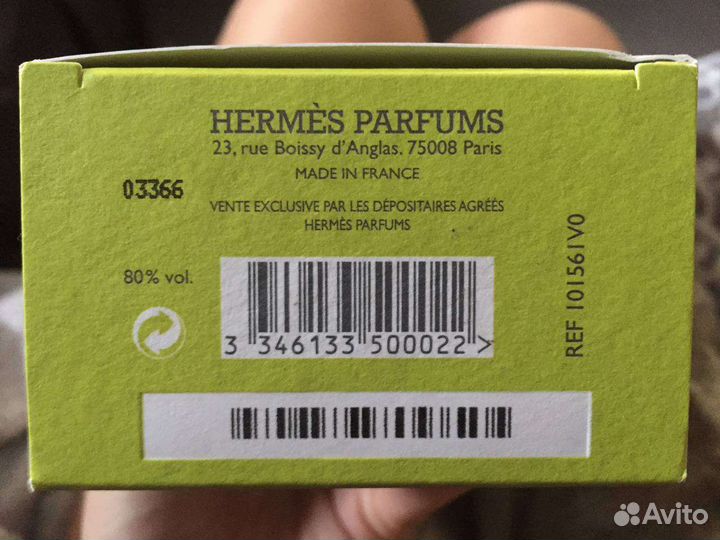 HERMÈS PARFUMS
23, rue Boissy d'Anglas. 75008 Paris
MADE IN FRANCE
03366
VENTE EXCLUSIVE PAR LES DÉPOSITAIRES AGRÉÉS
HERMÈS PARFUMS
80% vol.
3 346133 500022 >
REF 101561V0
Avito